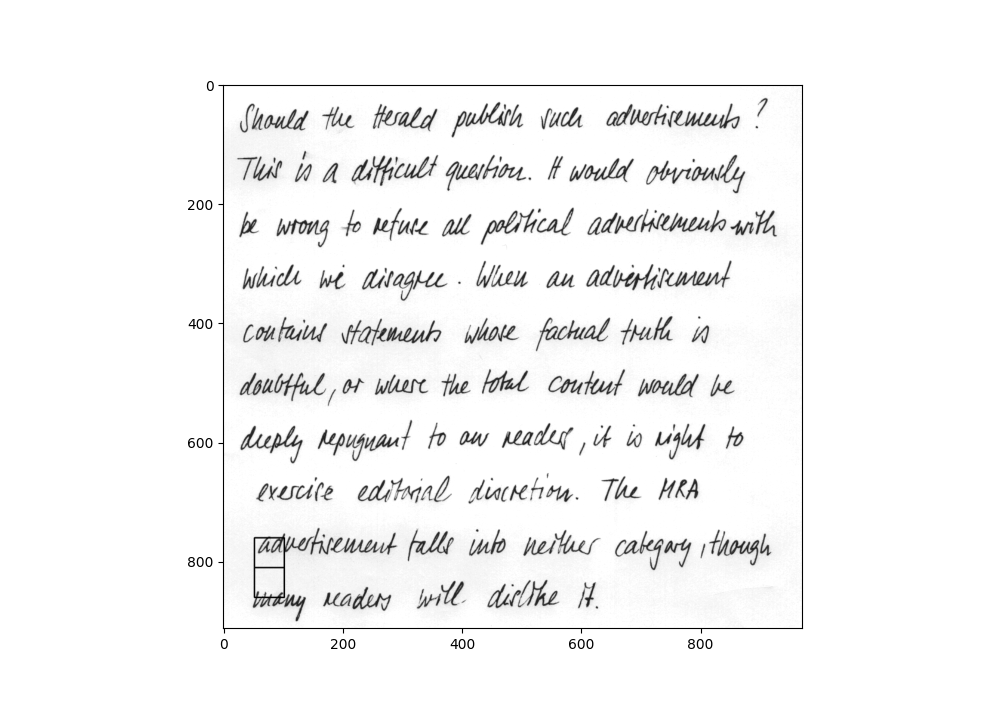 0
200
400
600
800
0 200 400 600 800
Should the Herald publish such advertisements ?
This is a difficult question. It would obviously
be wrong to refuse all political advertisements with
which we disagree. When an advertisement
contains statements whose factual truth is
doubtful, or where the total content would be
deeply repugnant to our readers, it is right to
exercise editorial discretion. The MRA
advertisement falls into neither category, though
many readers will dislike it.